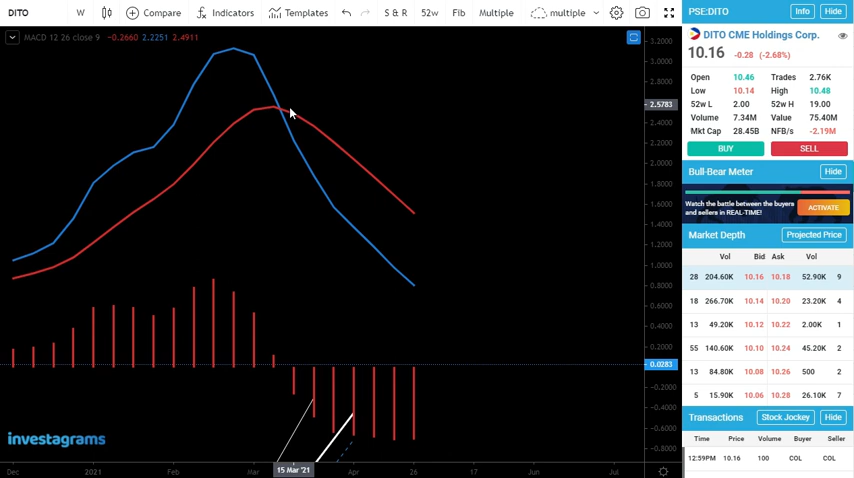 DITO W Compare Indicators Templates S & R 52w Fib Multiple multiple
MACD 12 26 close 9 −0.2660 2.2251 2.4911
3.2000
3.0000
2.8000
2.5783
2.4000
2.2000
2.0000
1.8000
1.6000
1.4000
1.2000
1.0000
0.8000
0.6000
0.4000
0.2000
0.0283
−0.2000
−0.4000
−0.6000
−0.8000
investagrams
Dec 2021 Feb Mar 15 Mar '21 Apr 26 17 Jun Jul
PSE:DITO Info Hide
DITO CME Holdings Corp.
10.16 -0.28 (-2.68%)
Open 10.46 Trades 2.76K
Low 10.14 High 10.48
52w L 2.00 52w H 19.00
Volume 7.34M Value 75.40M
Mkt Cap 28.45B NFB/s -2.19M
BUY SELL
Bull-Bear Meter Hide
Watch the battle between the buyers
and sellers in REAL-TIME!
ACTIVATE
Market Depth Projected Price
Vol Bid Ask Vol
28 204.60K 10.16 10.18 52.90K 9
18 266.70K 10.14 10.20 23.20K 4
13 49.20K 10.12 10.22 2.00K 1
55 140.60K 10.10 10.24 45.20K 2
13 84.80K 10.08 10.26 500 2
5 15.90K 10.06 10.28 26.10K 7
Transactions Stock Jockey Hide
Time Price Volume Buyer Seller
12:59PM 10.16 100 COL COL